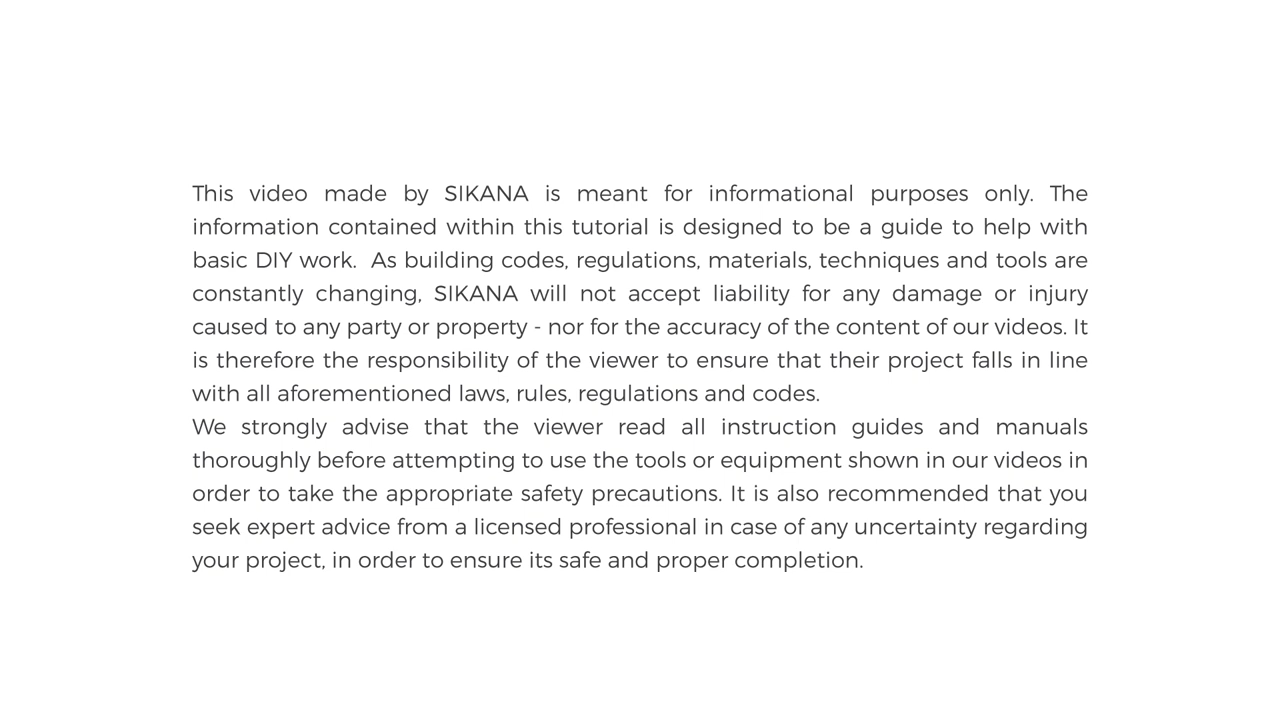 This video made by SIKANA is meant for informational purposes only. The
information contained within this tutorial is designed to be a guide to help with
basic DIY work.  As building codes, regulations, materials, techniques and tools are
constantly changing, SIKANA will not accept liability for any damage or injury
caused to any party or property - nor for the accuracy of the content of our videos. It
is therefore the responsibility of the viewer to ensure that their project falls in line
with all aforementioned laws, rules, regulations and codes.
We strongly advise that the viewer read all instruction guides and manuals
thoroughly before attempting to use the tools or equipment shown in our videos in
order to take the appropriate safety precautions. It is also recommended that you
seek expert advice from a licensed professional in case of any uncertainty regarding
your project, in order to ensure its safe and proper completion.